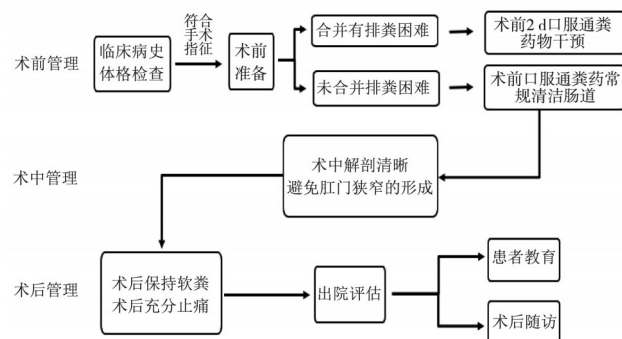 符合
手术
指征
合并有排粪困难
术前2 d口服通粪
药物干预
术前管理
临床病史
体格检查
术前
准备
未合并排粪困难
术前口服通粪药常
规清洁肠道
术中管理
术中解剖清晰
避免肛门狭窄的形成
术后管理
术后保持软粪
术后充分止痛
出院评估
患者教育
术后随访